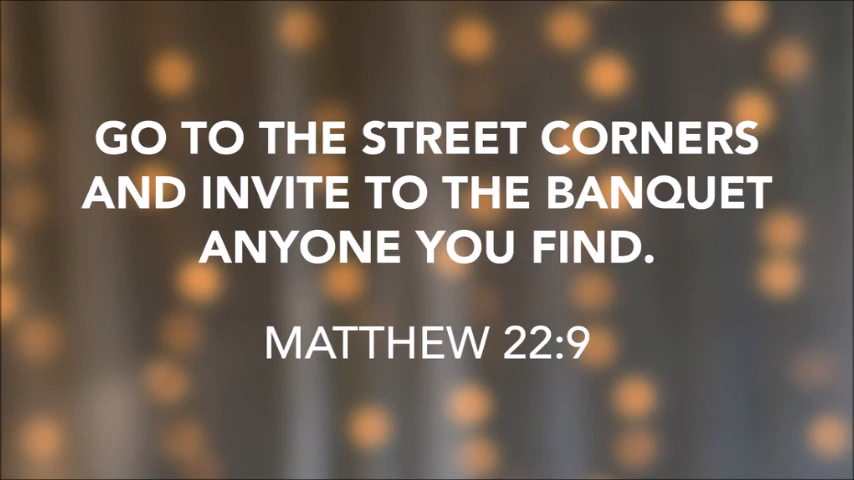 GO TO THE STREET CORNERS
AND INVITE TO THE BANQUET
ANYONE YOU FIND.
MATTHEW 22:9